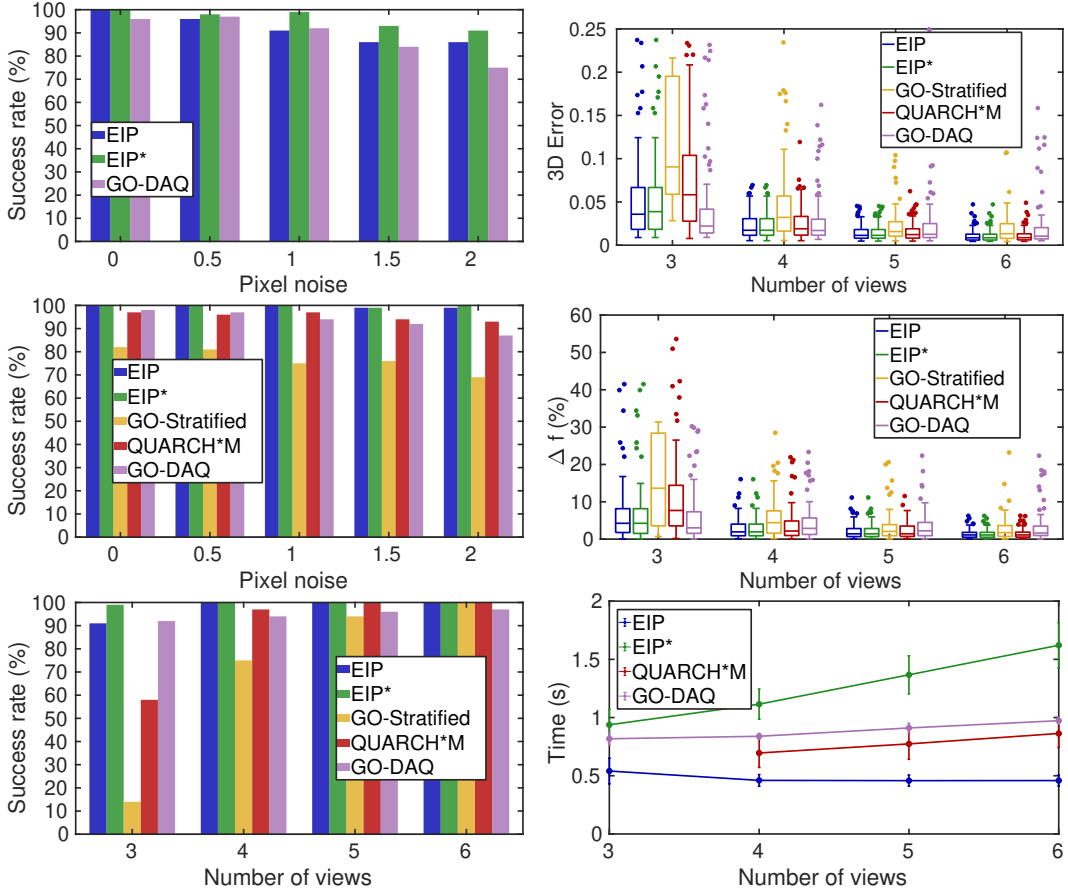 Success rate (%)
100
90
80
70
60
50
40
30
20
10
0
EIP
EIP*
GO-DAQ
0 0.5 1 1.5 2
Pixel noise
3D Error
0.25
0.2
0.15
0.1
0.05
0
EIP
EIP*
GO-Stratified
QUARCH*M
GO-DAQ
3 4 5 6
Number of views
Success rate (%)
100
90
80
70
60
50
40
30
20
10
0
EIP
EIP*
GO-Stratified
QUARCH*M
GO-DAQ
0 0.5 1 1.5 2
Pixel noise
Δ f (%)
60
50
40
30
20
10
0
EIP
EIP*
GO-Stratified
QUARCH*M
GO-DAQ
3 4 5 6
Number of views
Success rate (%)
100
90
80
70
60
50
40
30
20
10
0
EIP
EIP*
GO-Stratified
QUARCH*M
GO-DAQ
3 4 5 6
Number of views
Time (s)
2
1.5
1
0.5
0
EIP
EIP*
QUARCH*M
GO-DAQ
3 4 5 6
Number of views